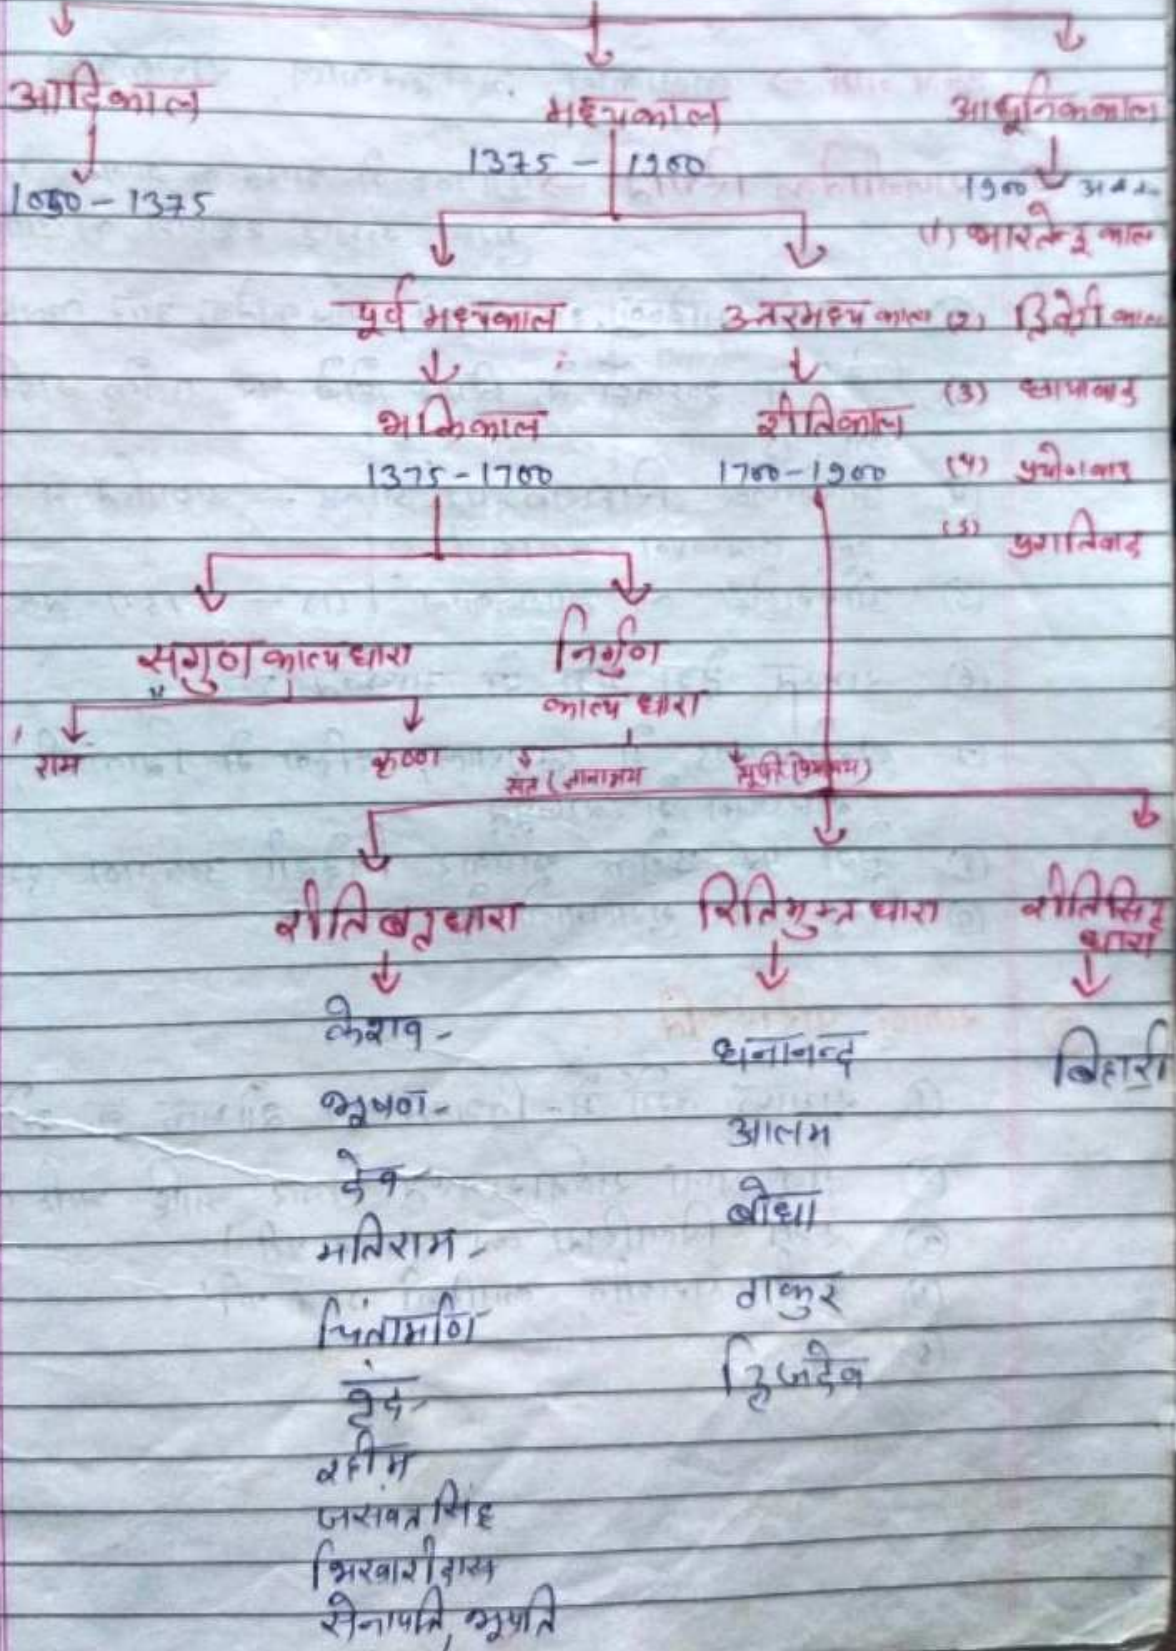 आदिकाल मध्यकाल आधुनिककाल
1375 - 1900
1050 - 1375 1900 अबतक
(1) भारतेन्दु काल
पूर्व मध्यकाल उत्तरमध्य काल (2) द्विवेदी काल
(3) छायावाद
भक्तिकाल रीतिकाल
1375 - 1700 1700 - 1900 (4) प्रयोगवाद
(5) प्रगतिवाद
सगुण काव्य धारा निर्गुण
काव्य धारा
राम कृष्ण संत (ज्ञानाश्रय सूफी (प्रेमाश्रय)
रीतिबद्ध धारा रितिमुक्त धारा रीतिसिद्ध
धारा
केशव -
घनानन्द बिहारी
भूषण -
आलम
देव -
बोधा
मतिराम -
ठाकुर
चिंतामणि
द्विजदेव
वृंद -
रहीम
जसवंत सिंह
भिखारीदास
सेनापति, भूपति